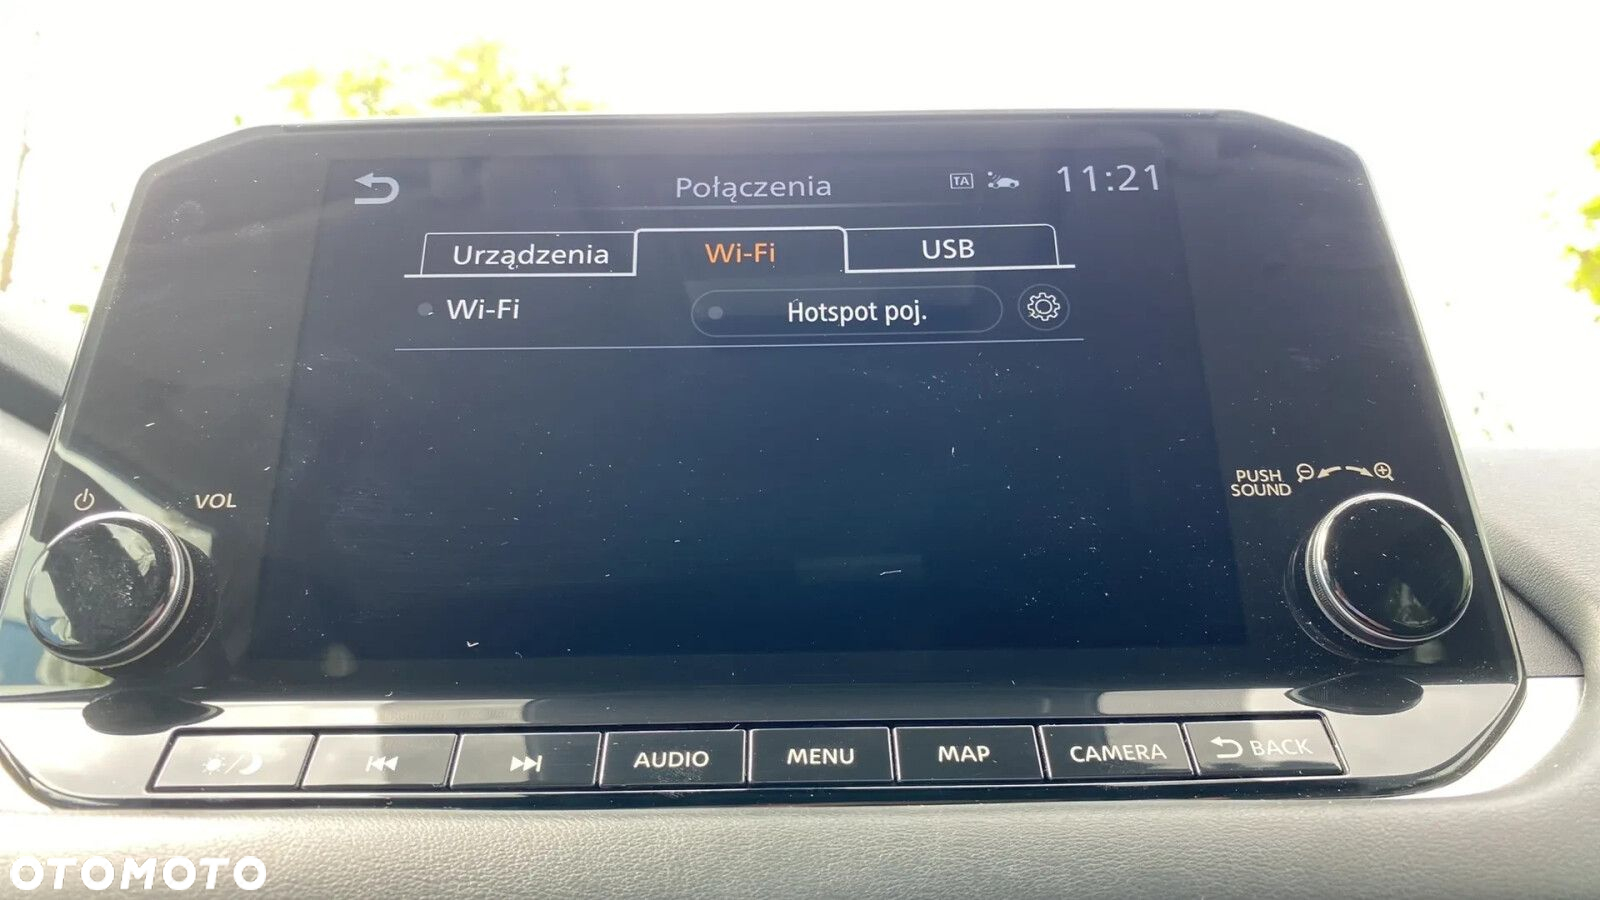 Połączenia TA 11:21
Urządzenia Wi-Fi USB
Wi-Fi Hotspot poj.
VOL
PUSH
SOUND
AUDIO MENU MAP CAMERA BACK
OTOMOTO